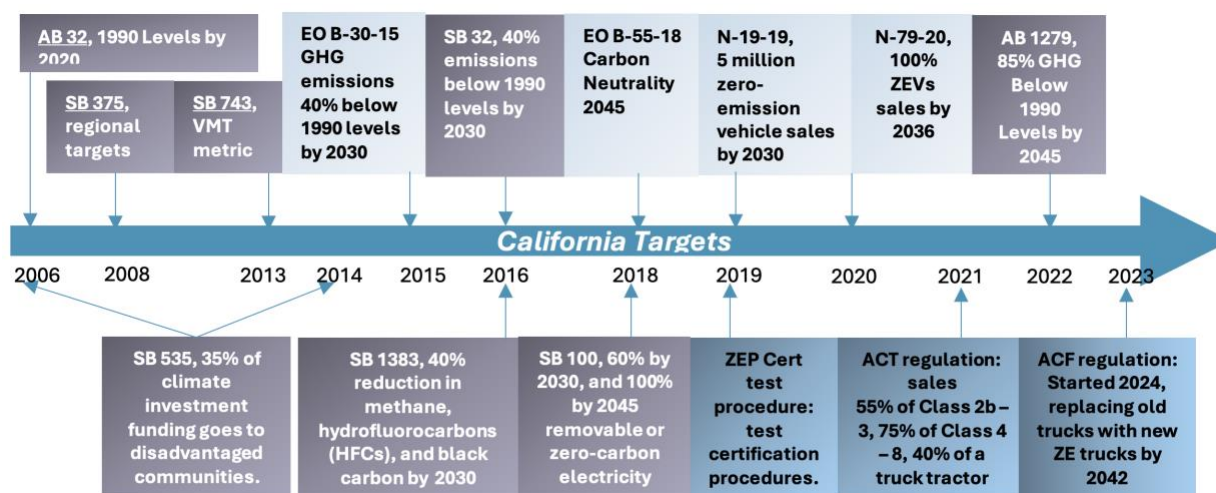 AB 32, 1990 Levels by
2020
SB 375,
regional
targets
SB 743,
VMT
metric
EO B-30-15
GHG
emissions
40% below
1990 levels
by 2030
SB 32, 40%
emissions
below 1990
levels by
2030
EO B-55-18
Carbon
Neutrality
2045
N-19-19,
5 million
zero-
emission
vehicle sales
by 2030
N-79-20,
100%
ZEVs
sales by
2036
AB 1279,
85% GHG
Below
1990
Levels by
2045
California Targets
2006 2008 2013 2014 2015 2016 2018 2019 2020 2021 2022 2023
SB 535, 35% of
climate
investment
funding goes to
disadvantaged
communities.
SB 1383, 40%
reduction in
methane,
hydrofluorocarbons
(HFCs), and black
carbon by 2030
SB 100, 60% by
2030, and 100%
by 2045
removable or
zero-carbon
electricity
ZEP Cert
test
procedure:
test
certification
procedures.
ACT regulation:
sales
55% of Class 2b –
3, 75% of Class 4
– 8, 40% of a
truck tractor
ACF regulation:
Started 2024,
replacing old
trucks with new
ZE trucks by
2042